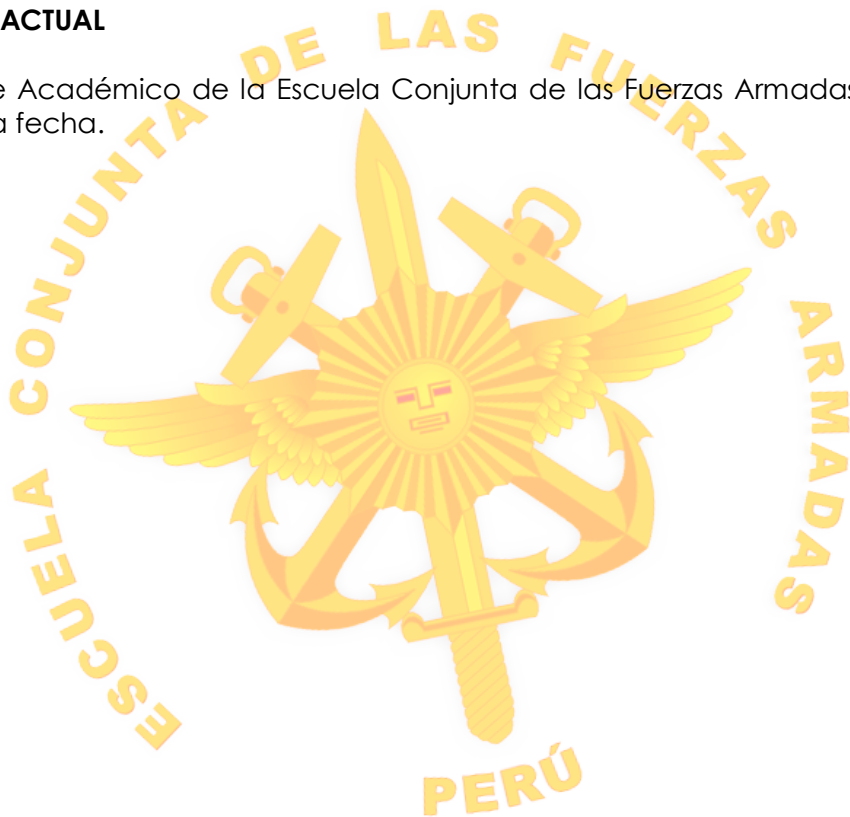 ACTUAL
e Académico de la Escuela Conjunta de las Fuerzas Armadas
a fecha.
ESCUELA CONJUNTA DE LAS FUERZAS ARMADAS
PERÚ